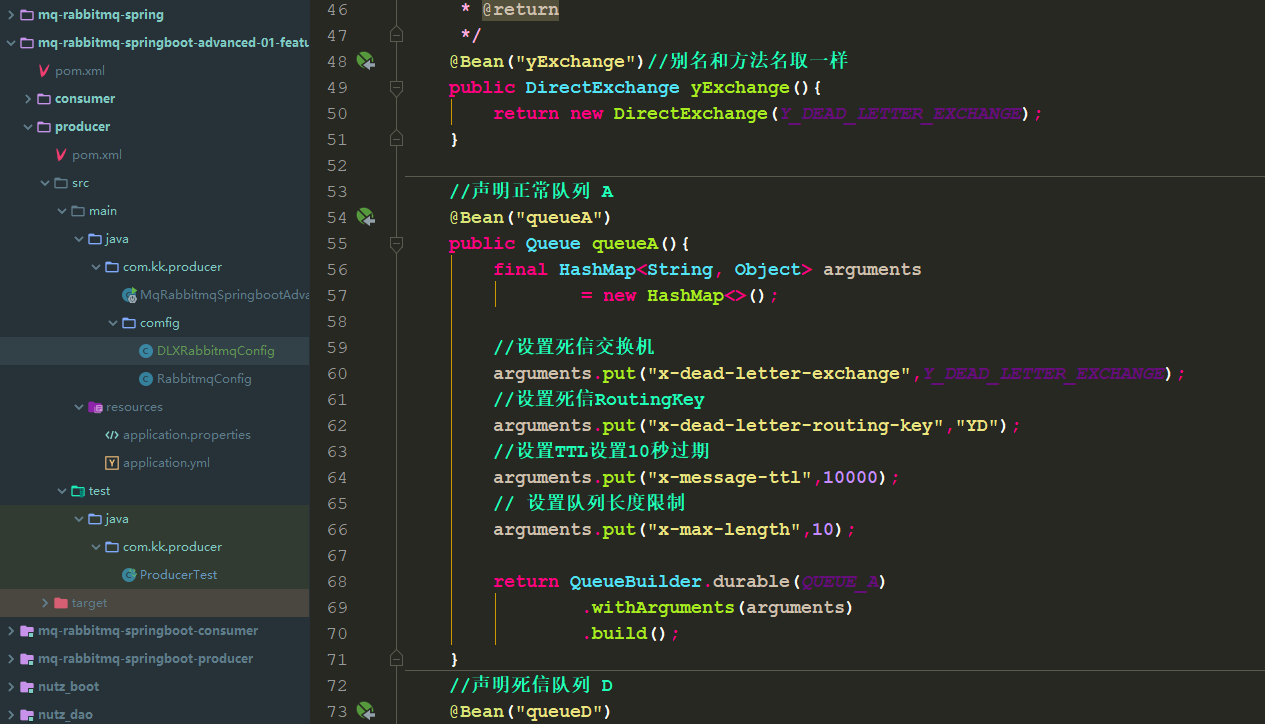 mq-rabbitmq-spring
mq-rabbitmq-springboot-advanced-01-featu
pom.xml
consumer
producer
pom.xml
src
main
java
com.kk.producer
MqRabbitmqSpringbootAdva
comfig
DLXRabbitmqConfig
RabbitmqConfig
resources
application.properties
application.yml
test
java
com.kk.producer
ProducerTest
target
mq-rabbitmq-springboot-consumer
mq-rabbitmq-springboot-producer
nutz_boot
nutz_dao
46 * @return
47 */
48 @Bean("yExchange")//别名和方法名取一样
49 public DirectExchange yExchange(){
50 return new DirectExchange(Y_DEAD_LETTER_EXCHANGE);
51 }
52
53 //声明正常队列 A
54 @Bean("queueA")
55 public Queue queueA(){
56 final HashMap<String, Object> arguments
57 = new HashMap<>();
58
59 //设置死信交换机
60 arguments.put("x-dead-letter-exchange",Y_DEAD_LETTER_EXCHANGE);
61 //设置死信RoutingKey
62 arguments.put("x-dead-letter-routing-key","YD");
63 //设置TTL设置10秒过期
64 arguments.put("x-message-ttl",10000);
65 // 设置队列长度限制
66 arguments.put("x-max-length",10);
67
68 return QueueBuilder.durable(QUEUE_A)
69 .withArguments(arguments)
70 .build();
71 }
72 //声明死信队列 D
73 @Bean("queueD")